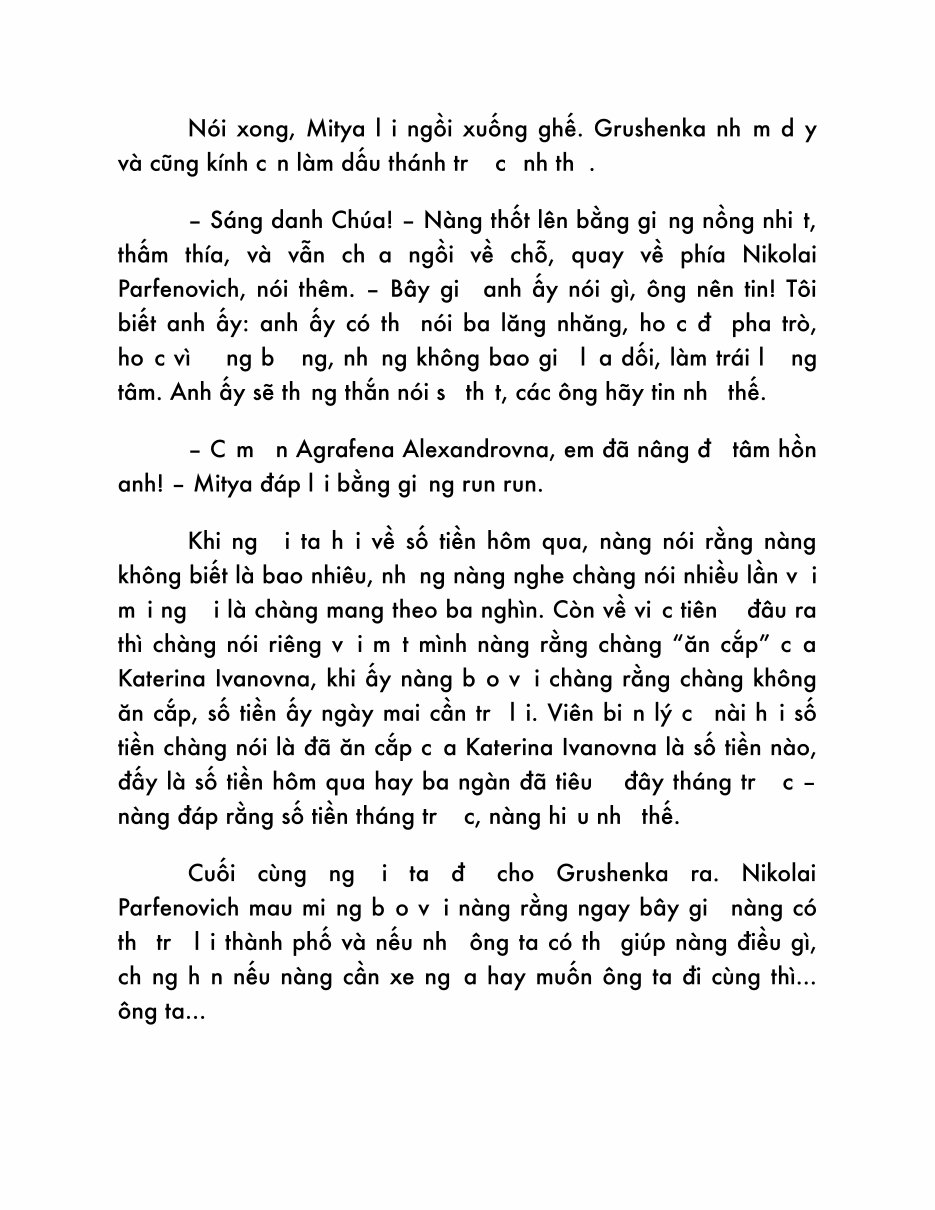 Nói xong, Mitya l i ngồi xuống ghế. Grushenka nh m d y
và cũng kính c n làm dấu thánh tr c nh th .
– Sáng danh Chúa! – Nàng thốt lên bằng gi ng nồng nhi t,
thấm thía, và vẫn ch a ngồi về chỗ, quay về phía Nikolai
Parfenovich, nói thêm. – Bây gi anh ấy nói gì, ông nên tin! Tôi
biết anh ấy: anh ấy có th nói ba lăng nhăng, ho c đ pha trò,
ho c vì ng b ng, nh ng không bao gi l a dối, làm trái l ng
tâm. Anh ấy sẽ th ng thắn nói s th t, các ông hãy tin nh thế.
– C m n Agrafena Alexandrovna, em đã nâng đ tâm hồn
anh! – Mitya đáp l i bằng gi ng run run.
Khi ng i ta h i về số tiền hôm qua, nàng nói rằng nàng
không biết là bao nhiêu, nh ng nàng nghe chàng nói nhiều lần v i
m i ng i là chàng mang theo ba nghìn. Còn về vi c tiên đâu ra
thì chàng nói riêng v i m t mình nàng rằng chàng “ăn cắp” c a
Katerina Ivanovna, khi ấy nàng b o v i chàng rằng chàng không
ăn cắp, số tiền ấy ngày mai cần tr l i. Viên bi n lý c nài h i số
tiền chàng nói là đã ăn cắp c a Katerina Ivanovna là số tiền nào,
đấy là số tiền hôm qua hay ba ngàn đã tiêu đây tháng tr c –
nàng đáp rằng số tiền tháng tr c, nàng hi u nh thế.
Cuối cùng ng i ta đ cho Grushenka ra. Nikolai
Parfenovich mau mi ng b o v i nàng rằng ngay bây gi nàng có
th tr l i thành phố và nếu nh ông ta có th giúp nàng điều gì,
ch ng h n nếu nàng cần xe ng a hay muốn ông ta đi cùng thì...
ông ta...